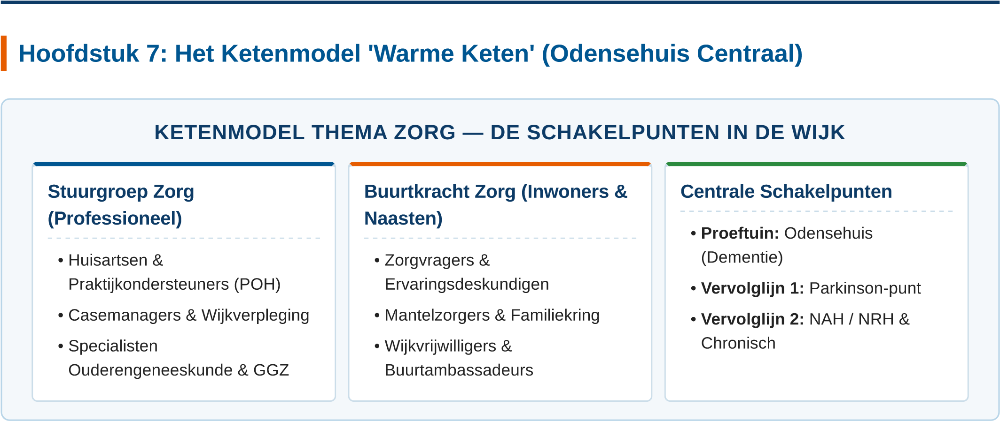 Hoofdstuk 7: Het Ketenmodel 'Warme Keten' (Odensehuis Centraal)
KETENMODEL THEMA ZORG — DE SCHAKELPUNTEN IN DE WIJK
Stuurgroep Zorg
(Professioneel)
• Huisartsen &
Praktijkondersteuners (POH)
• Casemanagers & Wijkverpleging
• Specialisten
Ouderengeneeskunde & GGZ
Buurtkracht Zorg (Inwoners &
Naasten)
• Zorgvragers &
Ervaringsdeskundigen
• Mantelzorgers & Familiekring
• Wijkvrijwilligers &
Buurtambassadeurs
Centrale Schakelpunten
• Proeftuin: Odensehuis
(Dementie)
• Vervolglijn 1: Parkinson-punt
• Vervolglijn 2: NAH / NRH &
Chronisch